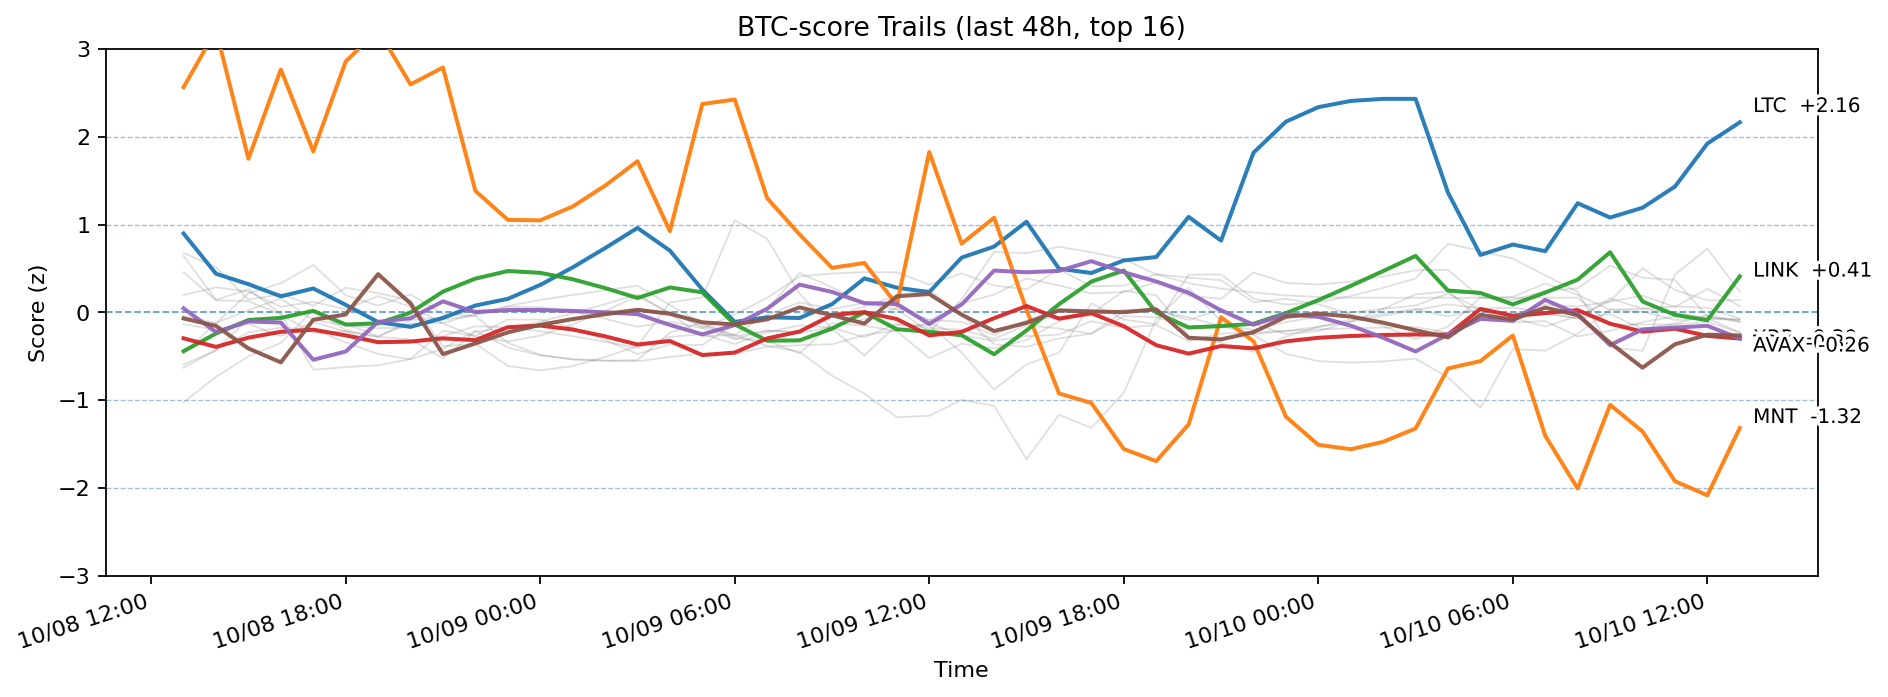 BTC-score Trails (last 48h, top 16)
Score (z)
3
2
1
0
−1
−2
−3
LTC +2.16
LINK +0.41
AVAX -0.26
MNT -1.32
10/08 12:00
10/08 18:00
10/09 00:00
10/09 06:00
10/09 12:00
10/09 18:00
10/10 00:00
10/10 06:00
10/10 12:00
Time